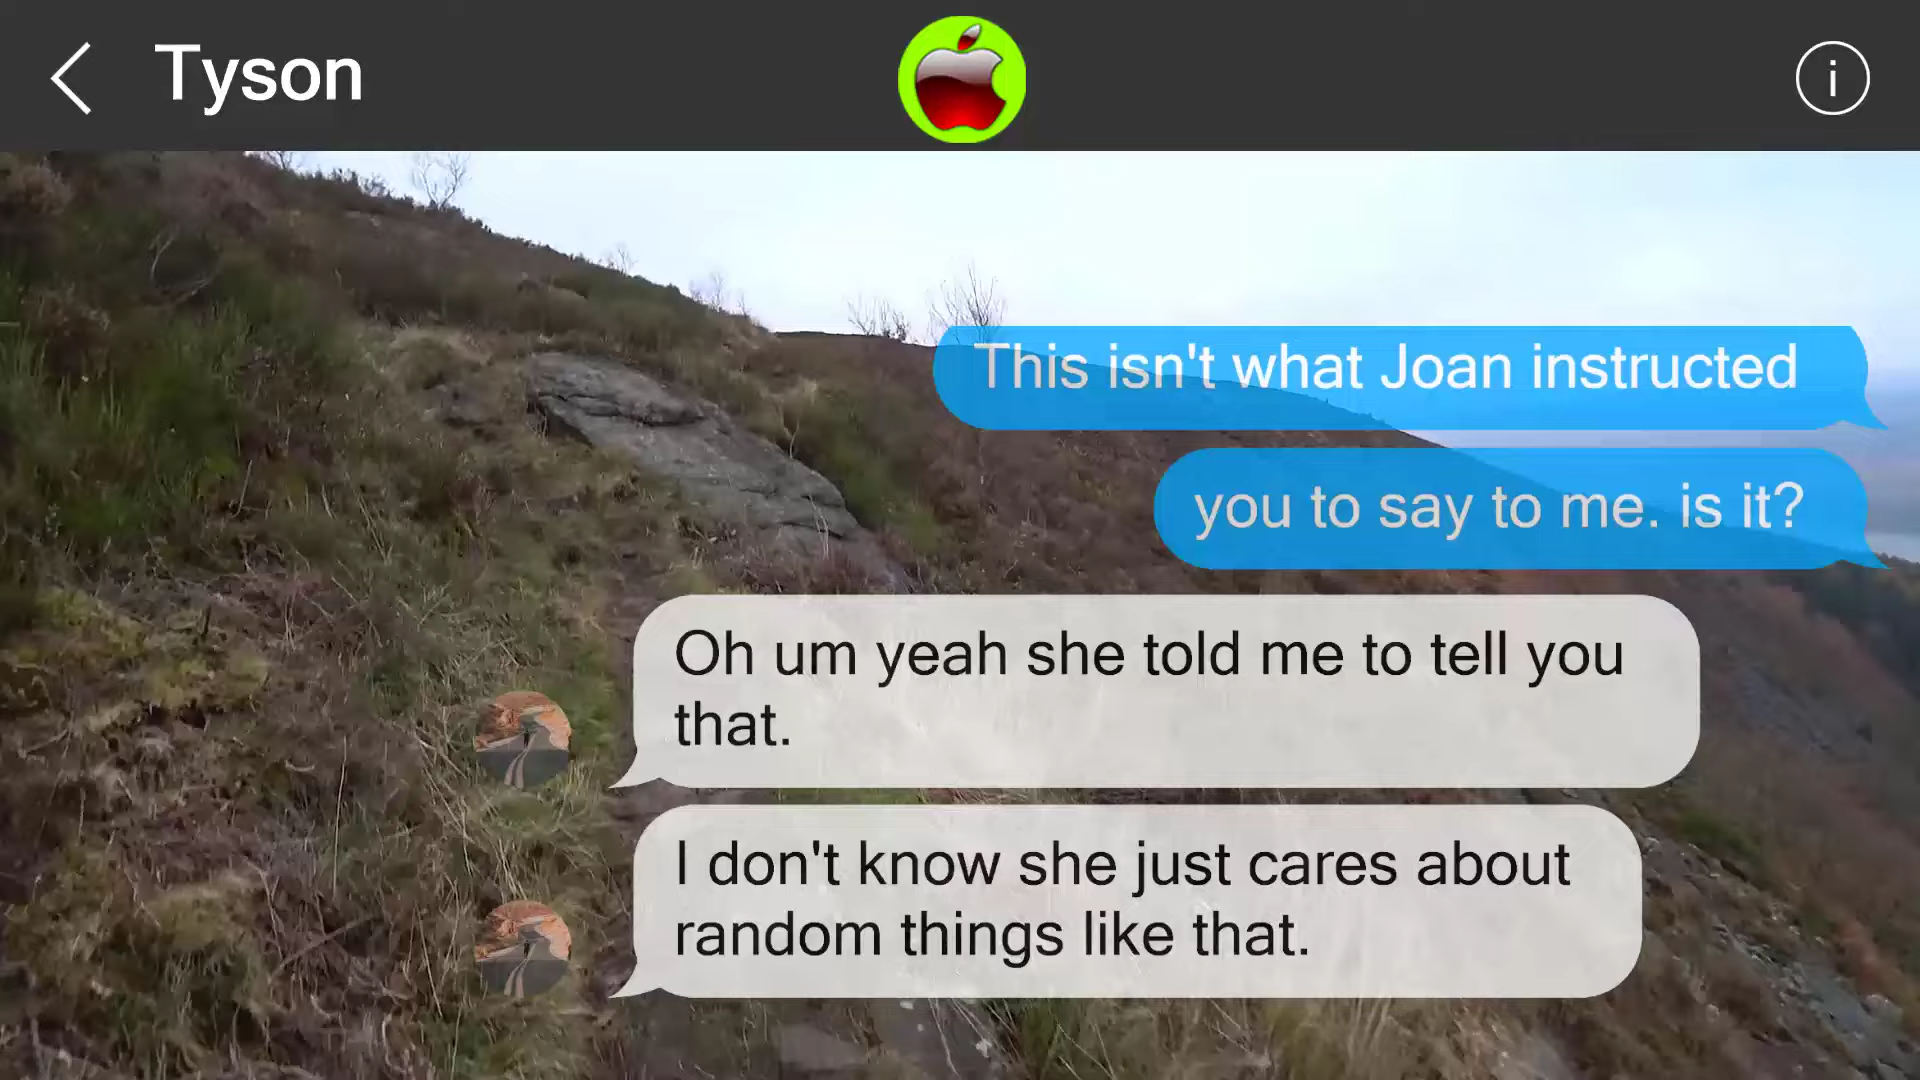 Tyson
This isn't what Joan instructed
you to say to me. is it?
Oh um yeah she told me to tell you
that.
I don't know she just cares about
random things like that.